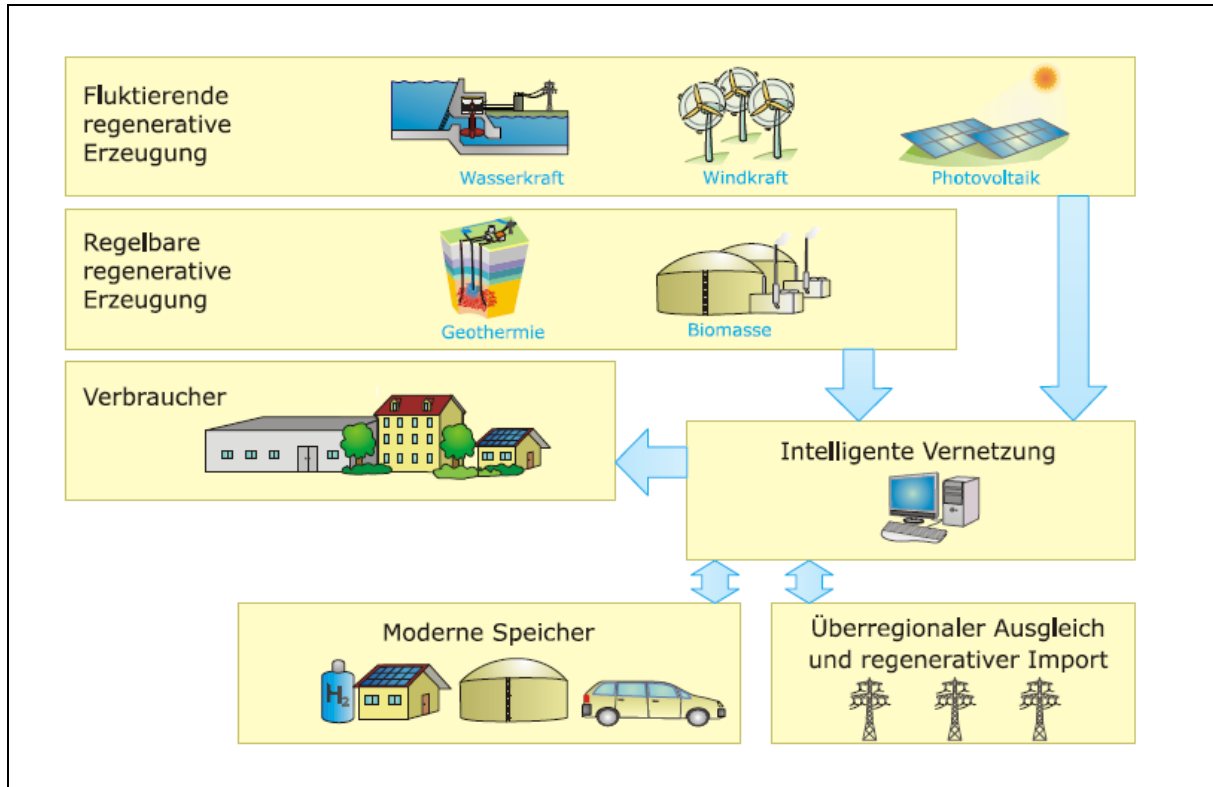 Fluktierende
regenerative
Erzeugung
Wasserkraft
Windkraft
Photovoltaik
Regelbare
regenerative
Erzeugung
Geothermie
Biomasse
Verbraucher
Intelligente Vernetzung
Moderne Speicher
H2
Überregionaler Ausgleich
und regenerativer Import